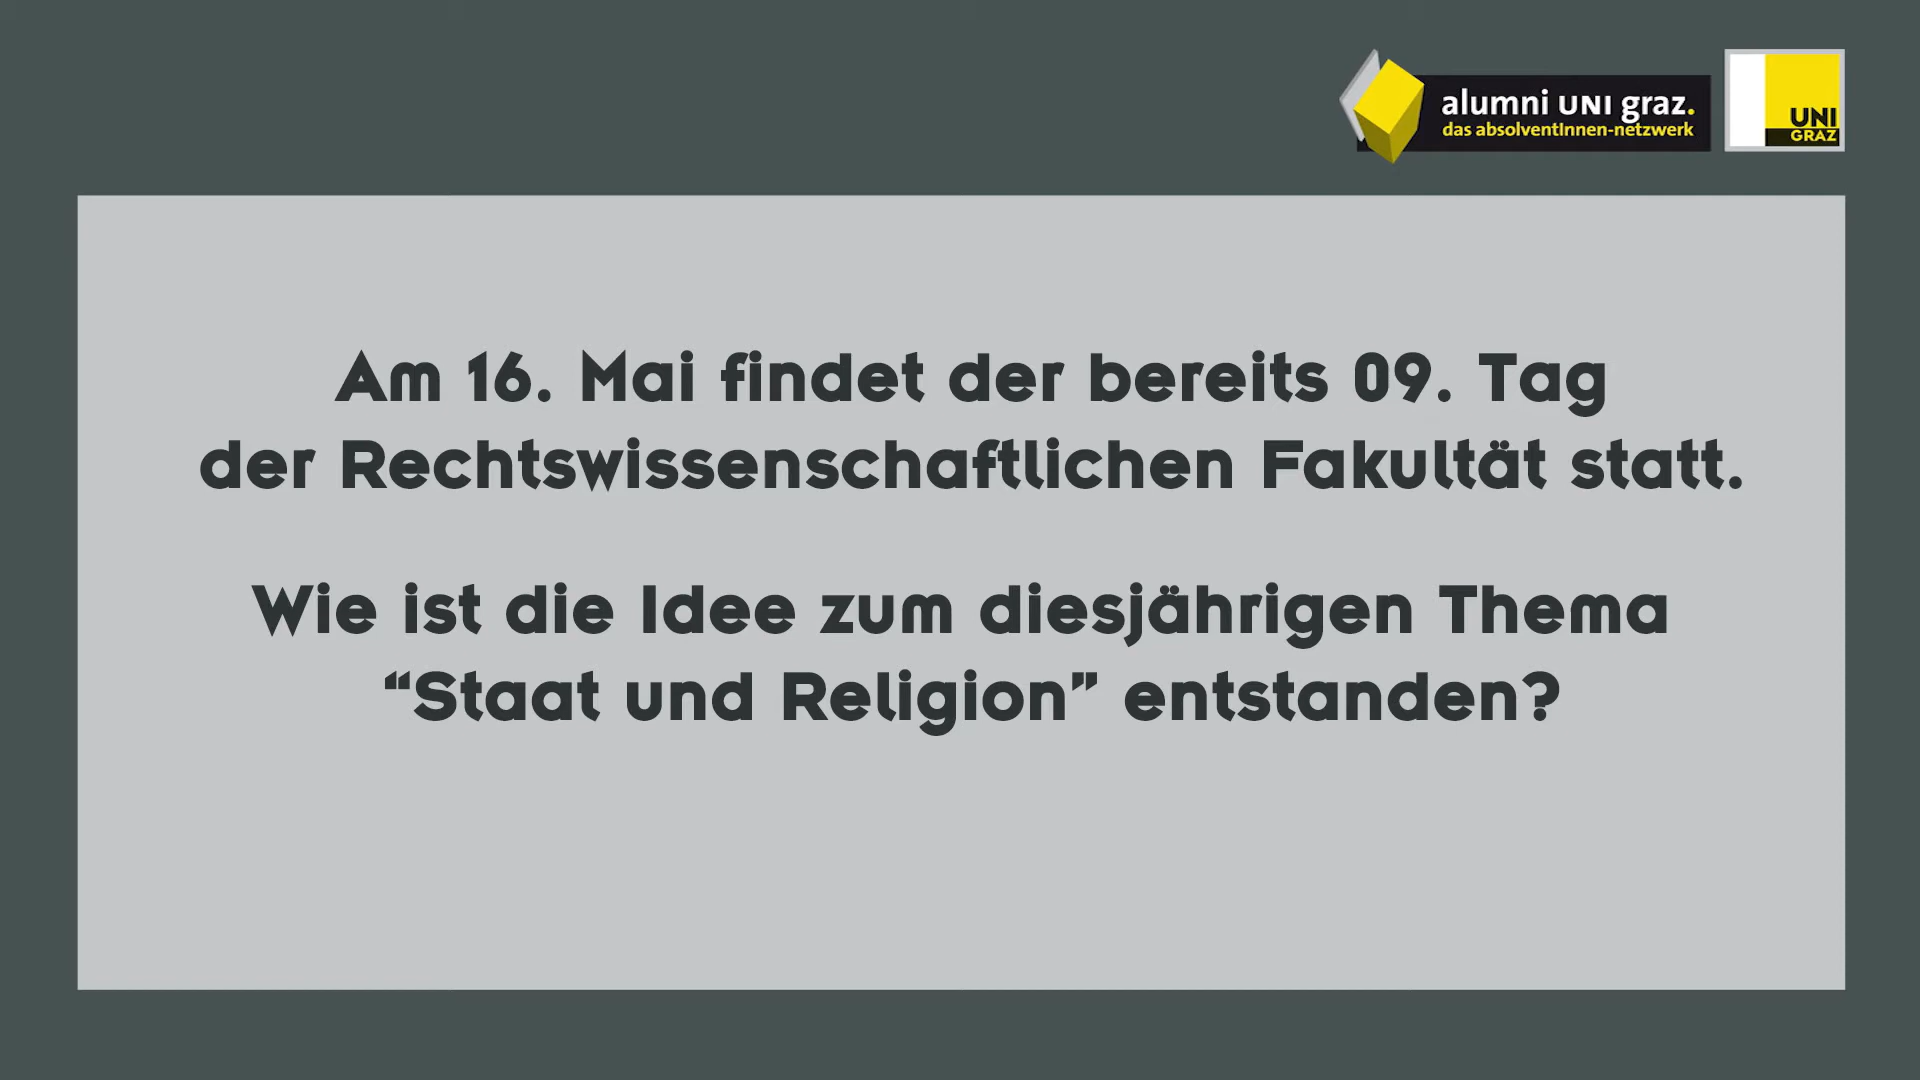 alumni UNI graz.
das absolventInnen-netzwerk
UNI
GRAZ
Am 16. Mai findet der bereits 09. Tag
der Rechtswissenschaftlichen Fakultät statt.
Wie ist die Idee zum diesjährigen Thema
“Staat und Religion” entstanden?